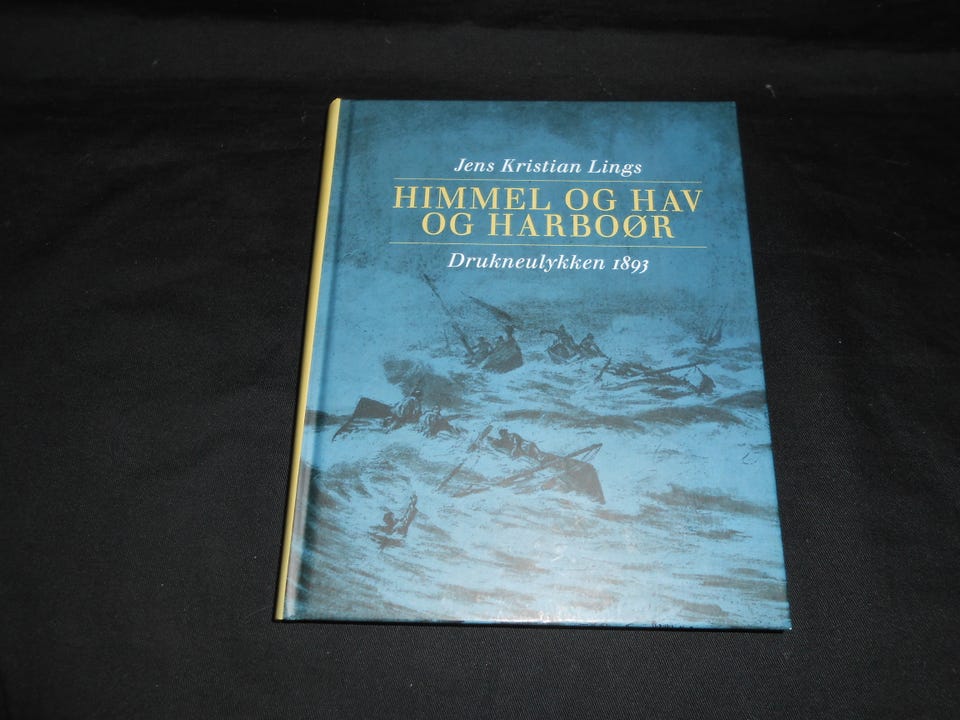 Jens Kristian Lings
HIMMEL OG HAV
OG HARBOØR
Drukneulykken 1893